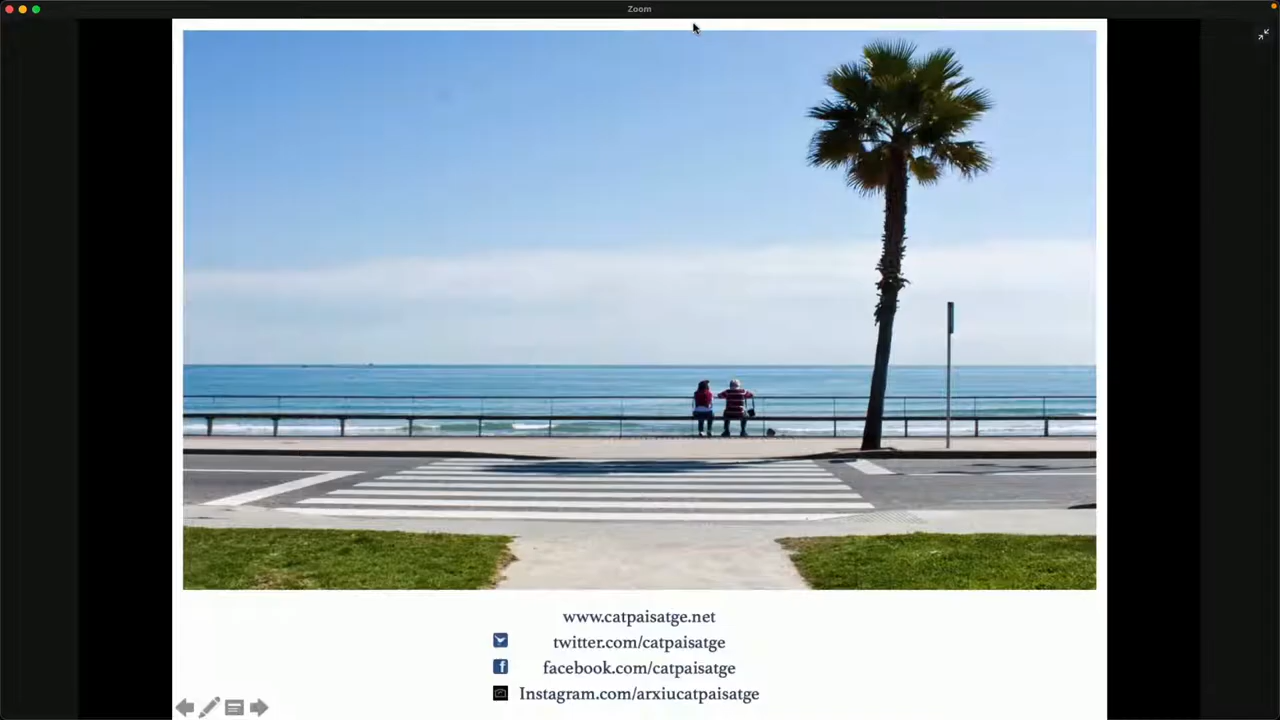 Zoom
www.catpaisatge.net
twitter.com/catpaisatge
facebook.com/catpaisatge
Instagram.com/arxiucatpaisatge